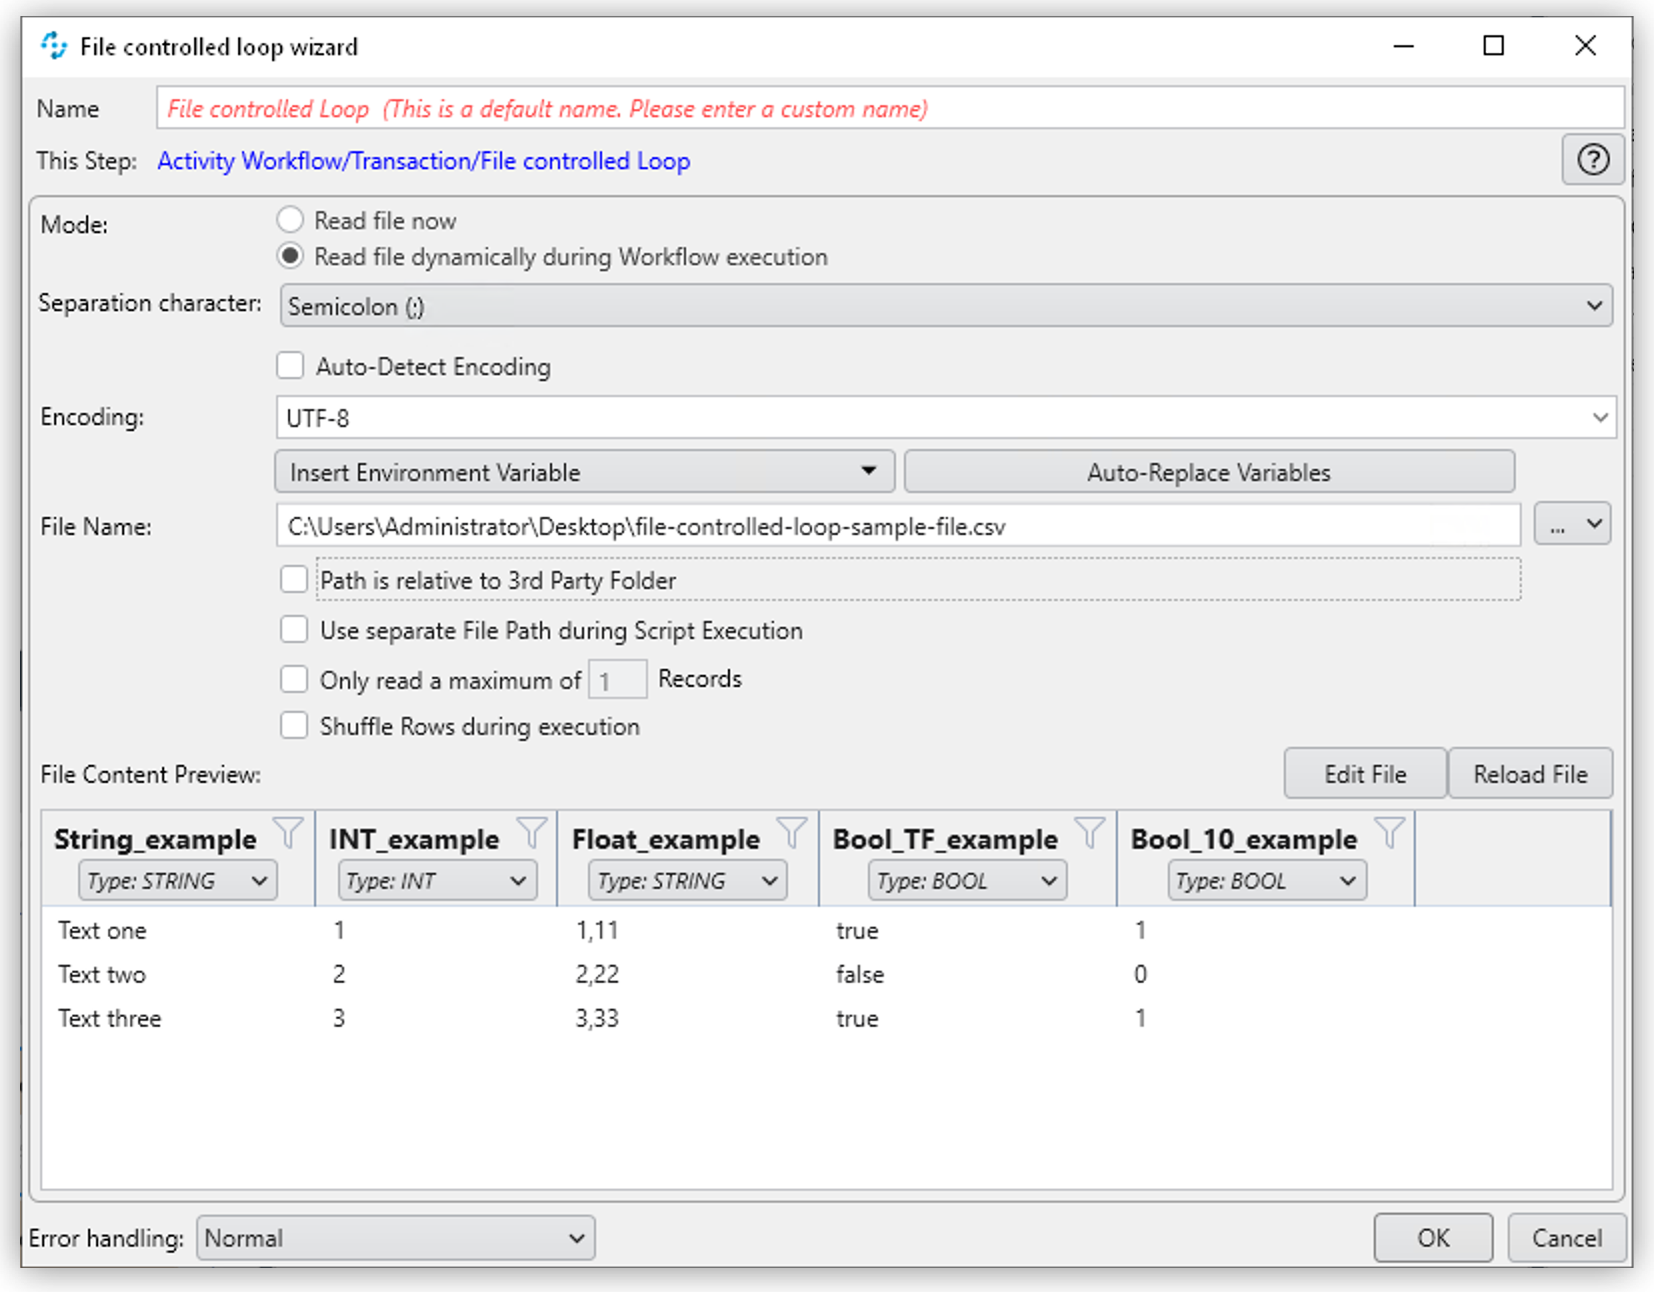 File controlled loop wizard
Name File controlled Loop (This is a default name. Please enter a custom name)
This Step: Activity Workflow/Transaction/File controlled Loop
Mode: Read file now
Read file dynamically during Workflow execution
Separation character: Semicolon (;)
Auto-Detect Encoding
Encoding: UTF-8
Insert Environment Variable Auto-Replace Variables
File Name: C:\Users\Administrator\Desktop\file-controlled-loop-sample-file.csv ...
Path is relative to 3rd Party Folder
Use separate File Path during Script Execution
Only read a maximum of 1 Records
Shuffle Rows during execution
File Content Preview: Edit File Reload File
String_example INT_example Float_example Bool_TF_example Bool_10_example
Type: STRING Type: INT Type: STRING Type: BOOL Type: BOOL
Text one 1 1,11 true 1
Text two 2 2,22 false 0
Text three 3 3,33 true 1
Error handling: Normal OK Cancel